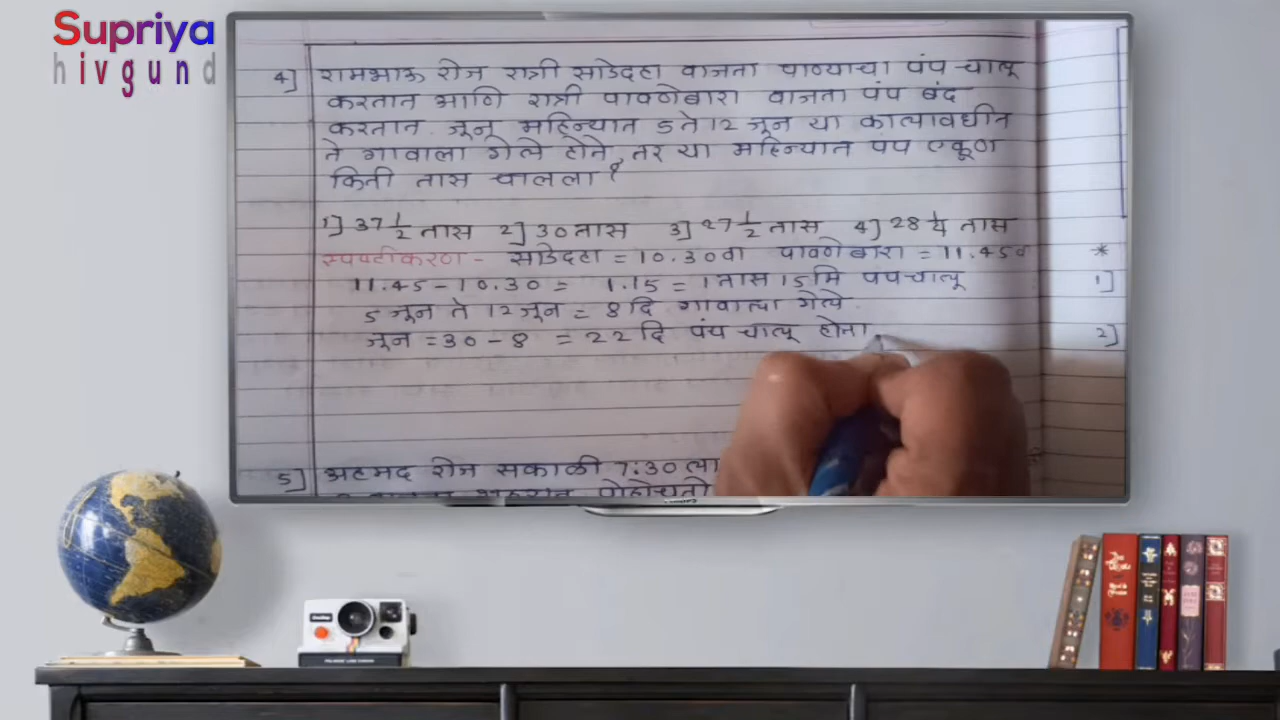 Supriya
hivgund
4] रामभाऊ रोज रात्री साडेदहा वाजता पाण्याचा पंप चालू
करतात आणि रात्री पावणेबारा वाजता पंप बंद
करतात. जून महिन्यात 5 ते 12 जून या कालावधीत
ते गावाला गेले होते, तर या महिन्यात पंप एकूण
किती तास चालला?
1] 37 1/2 तास 2] 30 तास 3] 27 1/2 तास 4] 28 1/4 तास
स्पष्टीकरण - साडेदहा = 10.30 वा पावणेबारा = 11.45 व
11.45 - 10.30 = 1.15 = 1 तास 15 मि पंप चालू
5 जून ते 12 जून = 8 दि गावाला गेले.
जून = 30 - 8 = 22 दि पंप चालू होता.
5] अहमद रोज सकाळी 7:30 ला
पोहोचतो
*
1]
2]